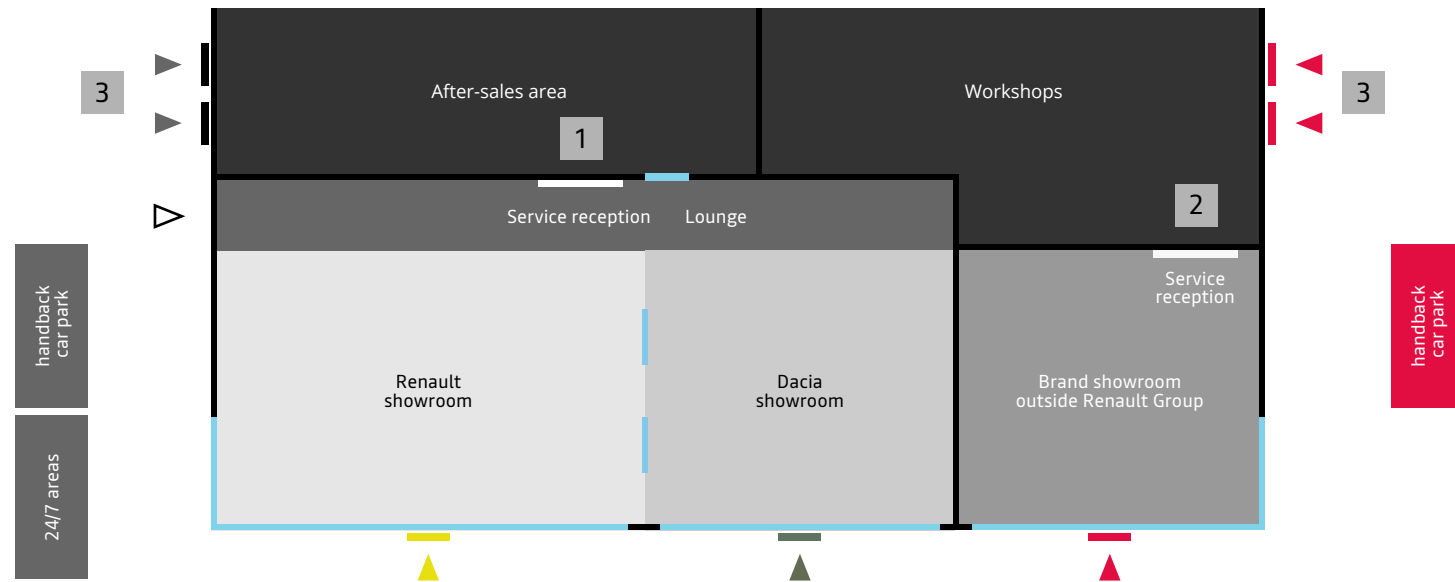 3
After-sales area
Workshops
3
1
2
Service reception
Lounge
Service
reception
handback
car park
handback
car park
Renault
showroom
Dacia
showroom
Brand showroom
outside Renault Group
24/7 areas